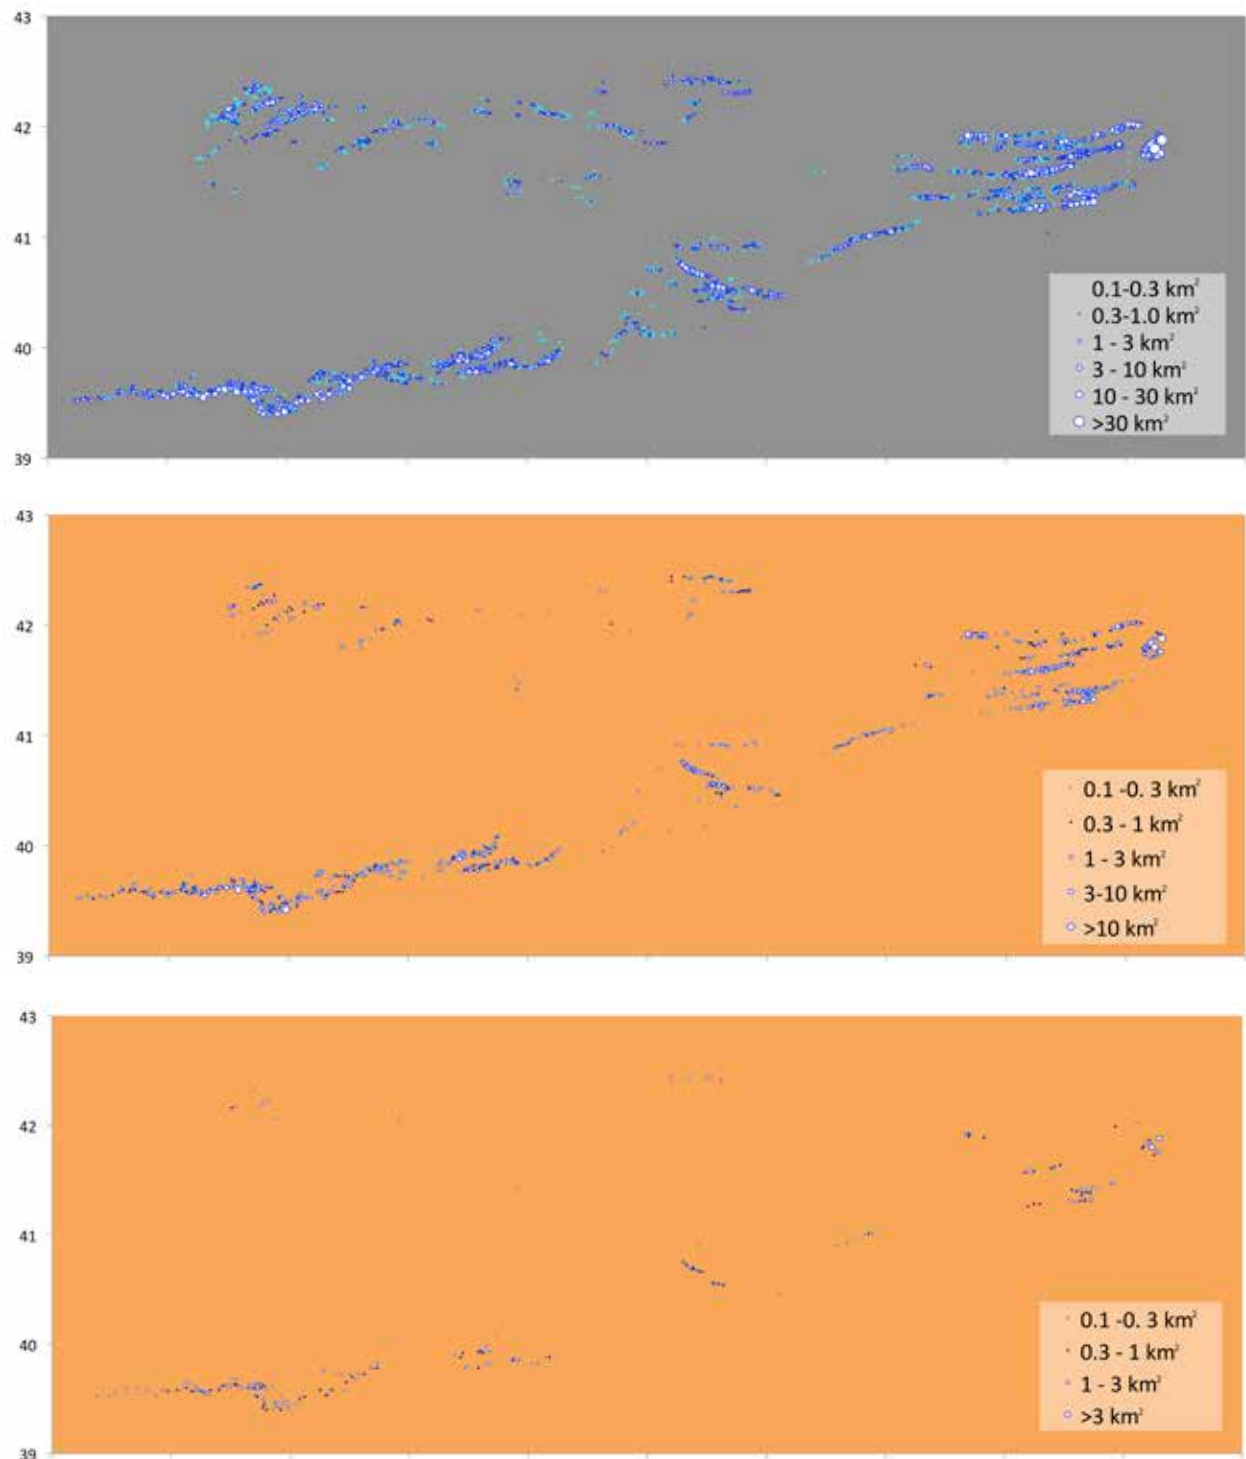 43
42
41
40
39
0.1-0.3 km²
0.3-1.0 km²
1 - 3 km²
3 - 10 km²
10 - 30 km²
>30 km²
43
42
41
40
39
0.1 -0. 3 km²
0.3 - 1 km²
1 - 3 km²
3-10 km²
>10 km²
43
42
41
40
39
0.1 -0. 3 km²
0.3 - 1 km²
1 - 3 km²
>3 km²